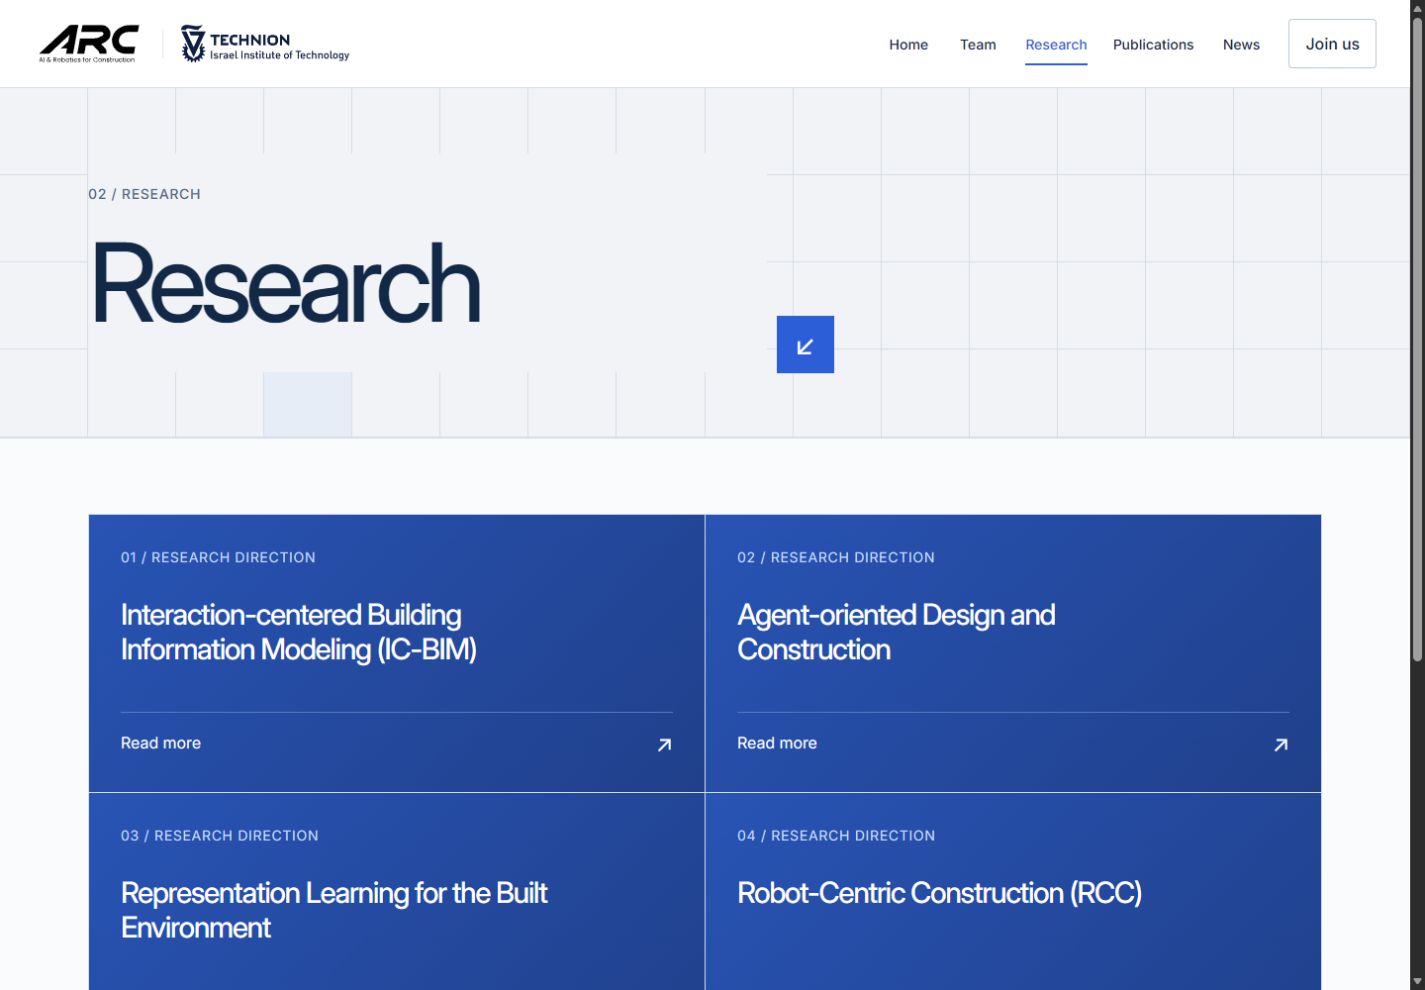 ARC
AI & Robotics for Construction
TECHNION
Israel Institute of Technology
Home
Team
Research
Publications
News
Join us
02 / RESEARCH
Research
01 / RESEARCH DIRECTION
Interaction-centered Building
Information Modeling (IC-BIM)
Read more
02 / RESEARCH DIRECTION
Agent-oriented Design and
Construction
Read more
03 / RESEARCH DIRECTION
Representation Learning for the Built
Environment
04 / RESEARCH DIRECTION
Robot-Centric Construction (RCC)